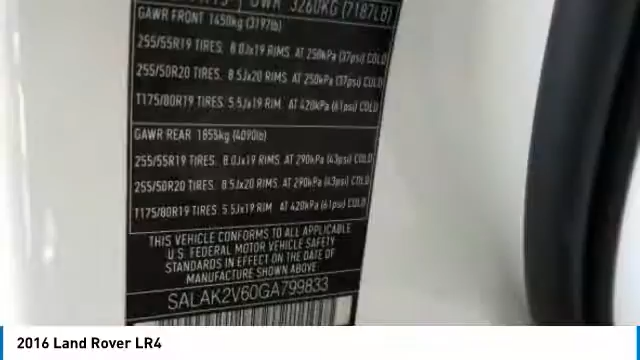 GVWR 3260KG (7187LB)
GAWR FRONT 1450kg (3197lb)
255/55R19 TIRES. 8.0Jx19 RIMS. AT 250kPa (37psi) COLD
255/50R20 TIRES. 8.5Jx20 RIMS. AT 250kPa (37psi) COLD
T175/80R19 TIRES. 5.5Jx19 RIM. AT 420kPa (61psi) COLD
GAWR REAR 1855kg (4090lb)
255/55R19 TIRES. 8.0Jx19 RIMS. AT 290kPa (43psi) COLD
255/50R20 TIRES. 8.5Jx20 RIMS. AT 290kPa (43psi) COLD
T175/80R19 TIRES. 5.5Jx19 RIM AT 420kPa (61psi) COLD
THIS VEHICLE CONFORMS TO ALL APPLICABLE
U.S. FEDERAL MOTOR VEHICLE SAFETY
STANDARDS IN EFFECT ON THE DATE OF
MANUFACTURE SHOWN ABOVE.
SALAK2V60GA799833
2016 Land Rover LR4